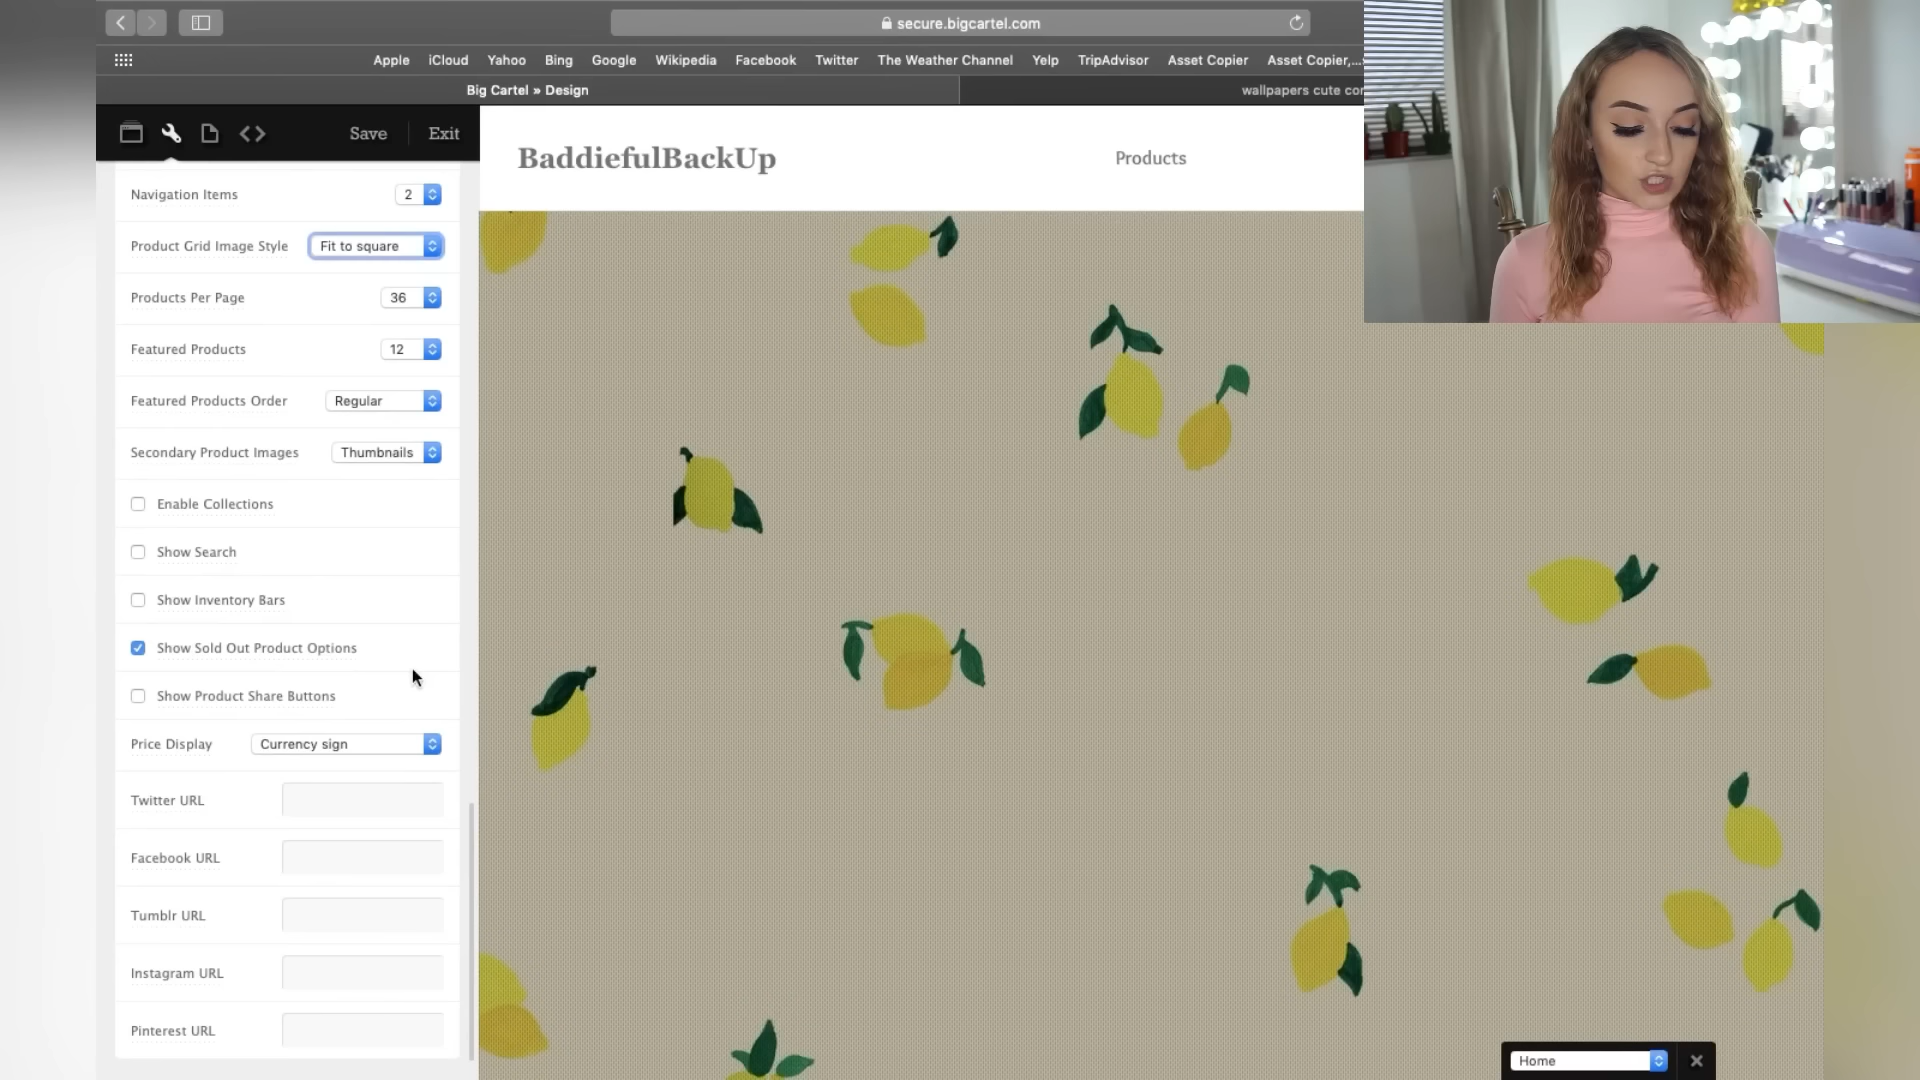 secure.bigcartel.com
Apple iCloud Yahoo Bing Google Wikipedia Facebook Twitter The Weather Channel Yelp TripAdvisor Asset Copier Asset Copier,...
Big Cartel » Design
wallpapers cute
Save Exit
BaddiefulBackUp
Products
Navigation Items 2
Product Grid Image Style Fit to square
Products Per Page 36
Featured Products 12
Featured Products Order Regular
Secondary Product Images Thumbnails
Enable Collections
Show Search
Show Inventory Bars
Show Sold Out Product Options
Show Product Share Buttons
Price Display Currency sign
Twitter URL
Facebook URL
Tumblr URL
Instagram URL
Pinterest URL
Home